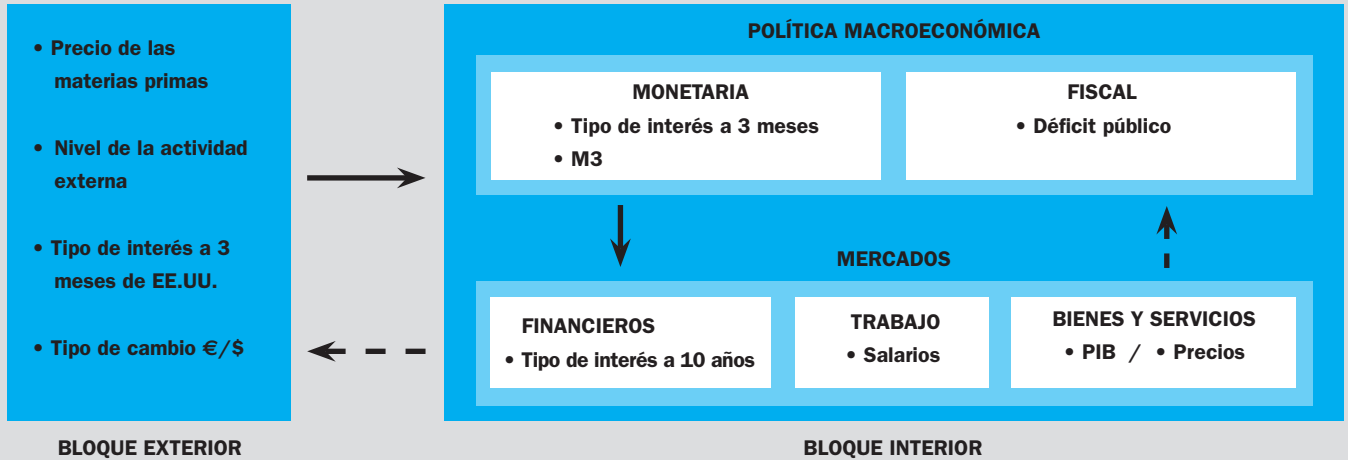 • Precio de las
materias primas
• Nivel de la actividad
externa
• Tipo de interés a 3
meses de EE.UU.
• Tipo de cambio €/$
BLOQUE EXTERIOR
POLÍTICA MACROECONÓMICA
MONETARIA
• Tipo de interés a 3 meses
• M3
FISCAL
• Déficit público
MERCADOS
FINANCIEROS
• Tipo de interés a 10 años
TRABAJO
• Salarios
BIENES Y SERVICIOS
• PIB / • Precios
BLOQUE INTERIOR